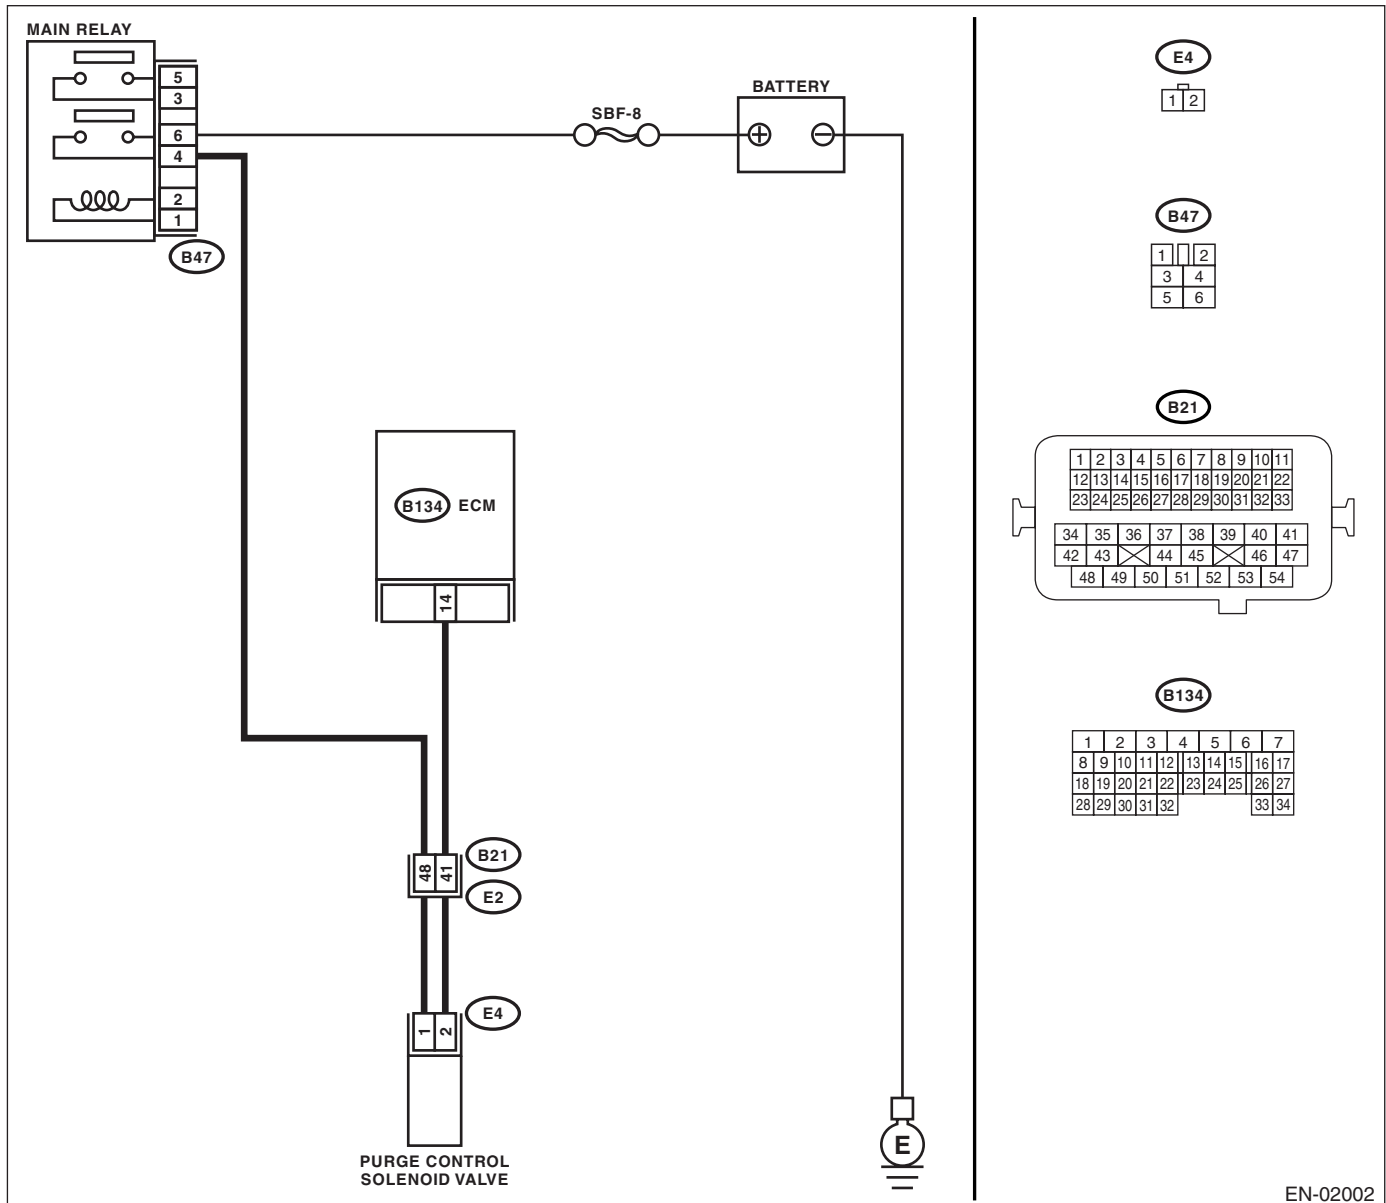 MAIN RELAY
5
3
6
4
2
1
B47
SBF-8
BATTERY
B134 ECM
14
48 41
B21
E2
E4
1 2
PURGE CONTROL
SOLENOID VALVE
E
E4
1 2
B47
1 2
3 4
5 6
B21
1 2 3 4 5 6 7 8 9 10 11
12 13 14 15 16 17 18 19 20 21 22
23 24 25 26 27 28 29 30 31 32 33
34 35 36 37 38 39 40 41
42 43 44 45 46 47
48 49 50 51 52 53 54
B134
1 2 3 4 5 6 7
8 9 10 11 12 13 14 15 16 17
18 19 20 21 22 23 24 25 26 27
28 29 30 31 32 33 34
EN-02002